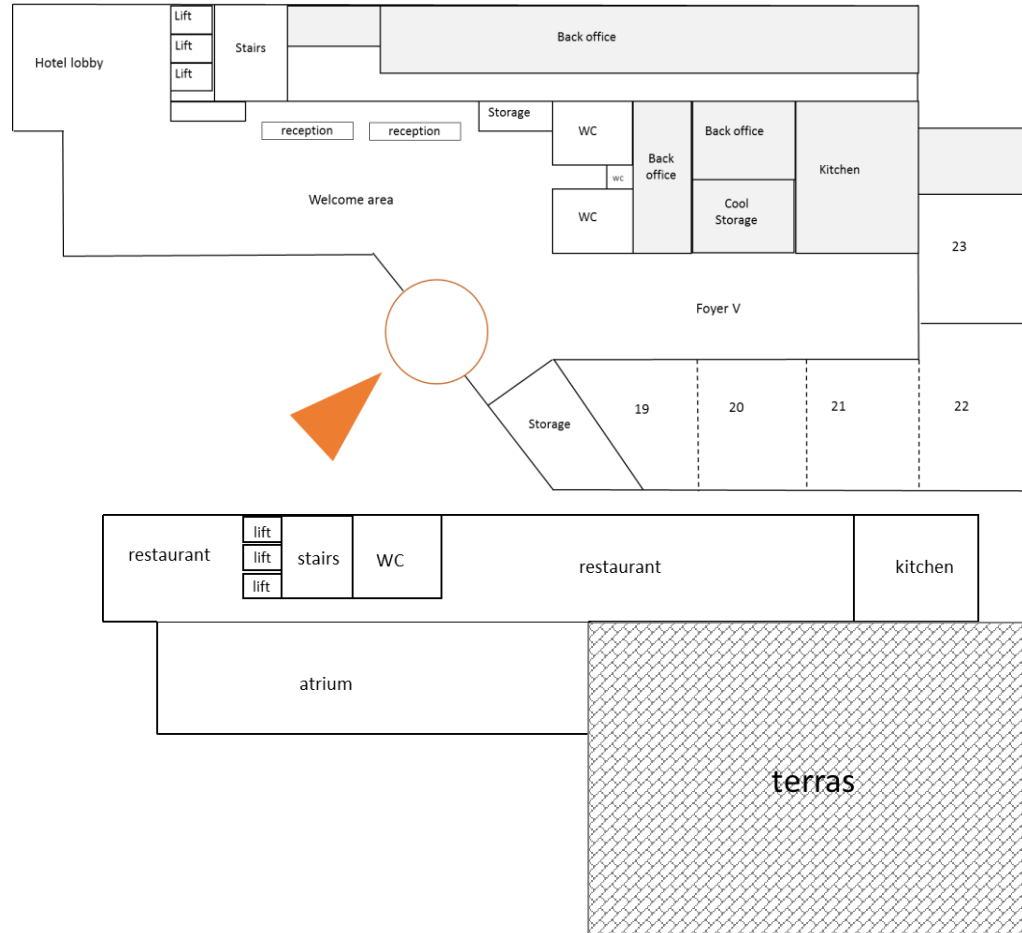 Lift
Lift
Lift
Stairs
Hotel lobby
Back office
reception
reception
Storage
WC
wc
WC
Back
office
Back office
Cool
Storage
Kitchen
Welcome area
23
Foyer V
Storage
19
20
21
22
restaurant
lift
lift
lift
stairs
WC
restaurant
kitchen
atrium
terras